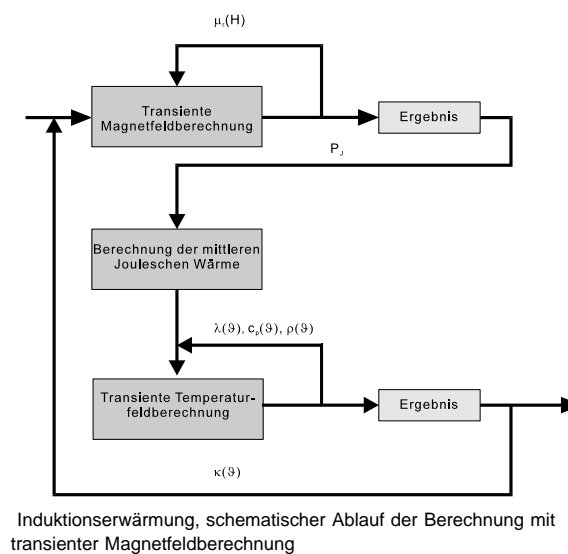 μr(H)
Transiente
Magnetfeldberechnung
Ergebnis
PJ
Berechnung der mittleren
Jouleschen Wärme
λ(ϑ), cp(ϑ), ρ(ϑ)
Transiente Temperatur-
feldberechnung
Ergebnis
κ(ϑ)
Induktionserwärmung, schematischer Ablauf der Berechnung mit
transienter Magnetfeldberechnung